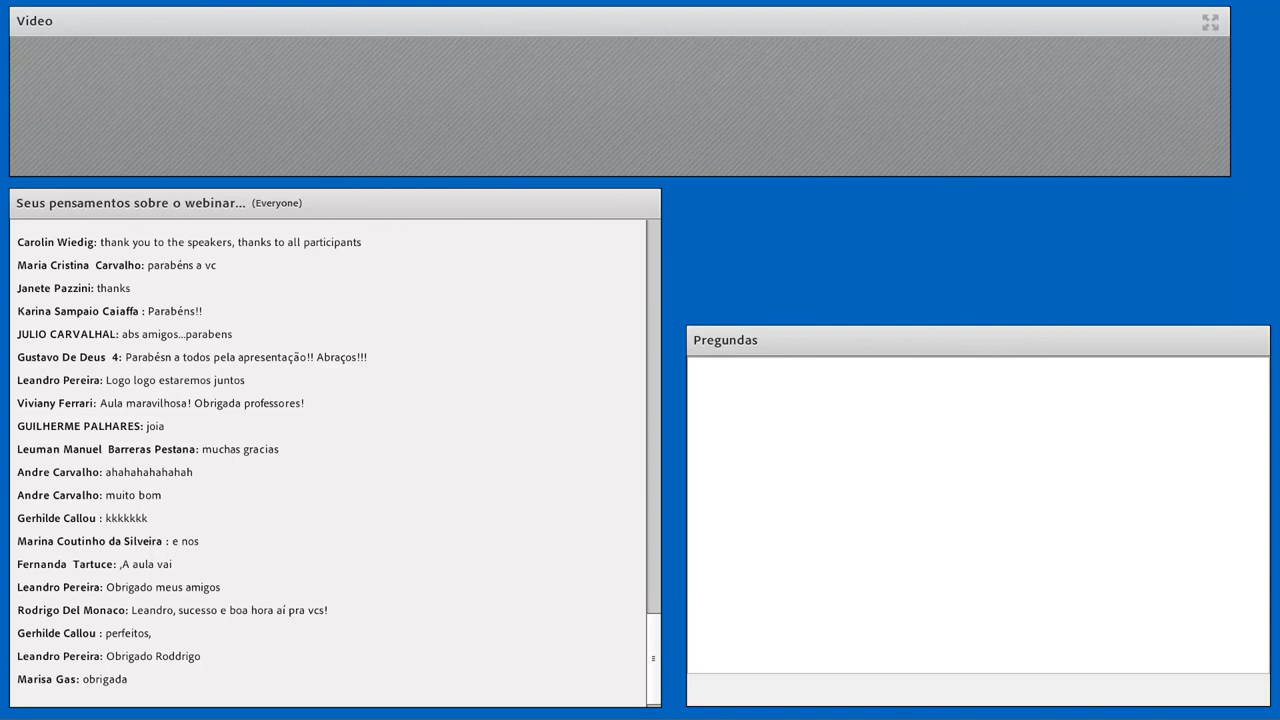 Video
Seus pensamentos sobre o webinar... (Everyone)
Carolin Wiedig: thank you to the speakers, thanks to all participants
Maria Cristina Carvalho: parabéns a vc
Janete Pazzini: thanks
Karina Sampaio Caiaffa : Parabéns!!
JULIO CARVALHAL: abs amigos...parabens
Gustavo De Deus 4: Parabésn a todos pela apresentação!! Abraços!!!
Leandro Pereira: Logo logo estaremos juntos
Viviany Ferrari: Aula maravilhosa! Obrigada professores!
GUILHERME PALHARES: joia
Leuman Manuel Barreras Pestana: muchas gracias
Andre Carvalho: ahahahahahahah
Andre Carvalho: muito bom
Gerhilde Callou : kkkkkkk
Marina Coutinho da Silveira : e nos
Fernanda Tartuce: ,A aula vai
Leandro Pereira: Obrigado meus amigos
Rodrigo Del Monaco: Leandro, sucesso e boa hora aí pra vcs!
Gerhilde Callou : perfeitos,
Leandro Pereira: Obrigado Roddrigo
Marisa Gas: obrigada
Pregundas